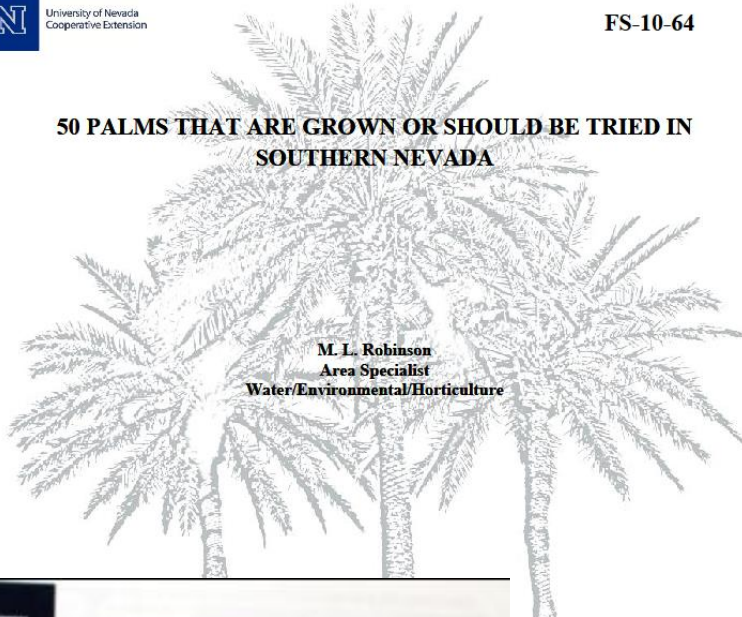 University of Nevada
Cooperative Extension
FS-10-64
50 PALMS THAT ARE GROWN OR SHOULD BE TRIED IN
SOUTHERN NEVADA
M. L. Robinson
Area Specialist
Water/Environmental/Horticulture